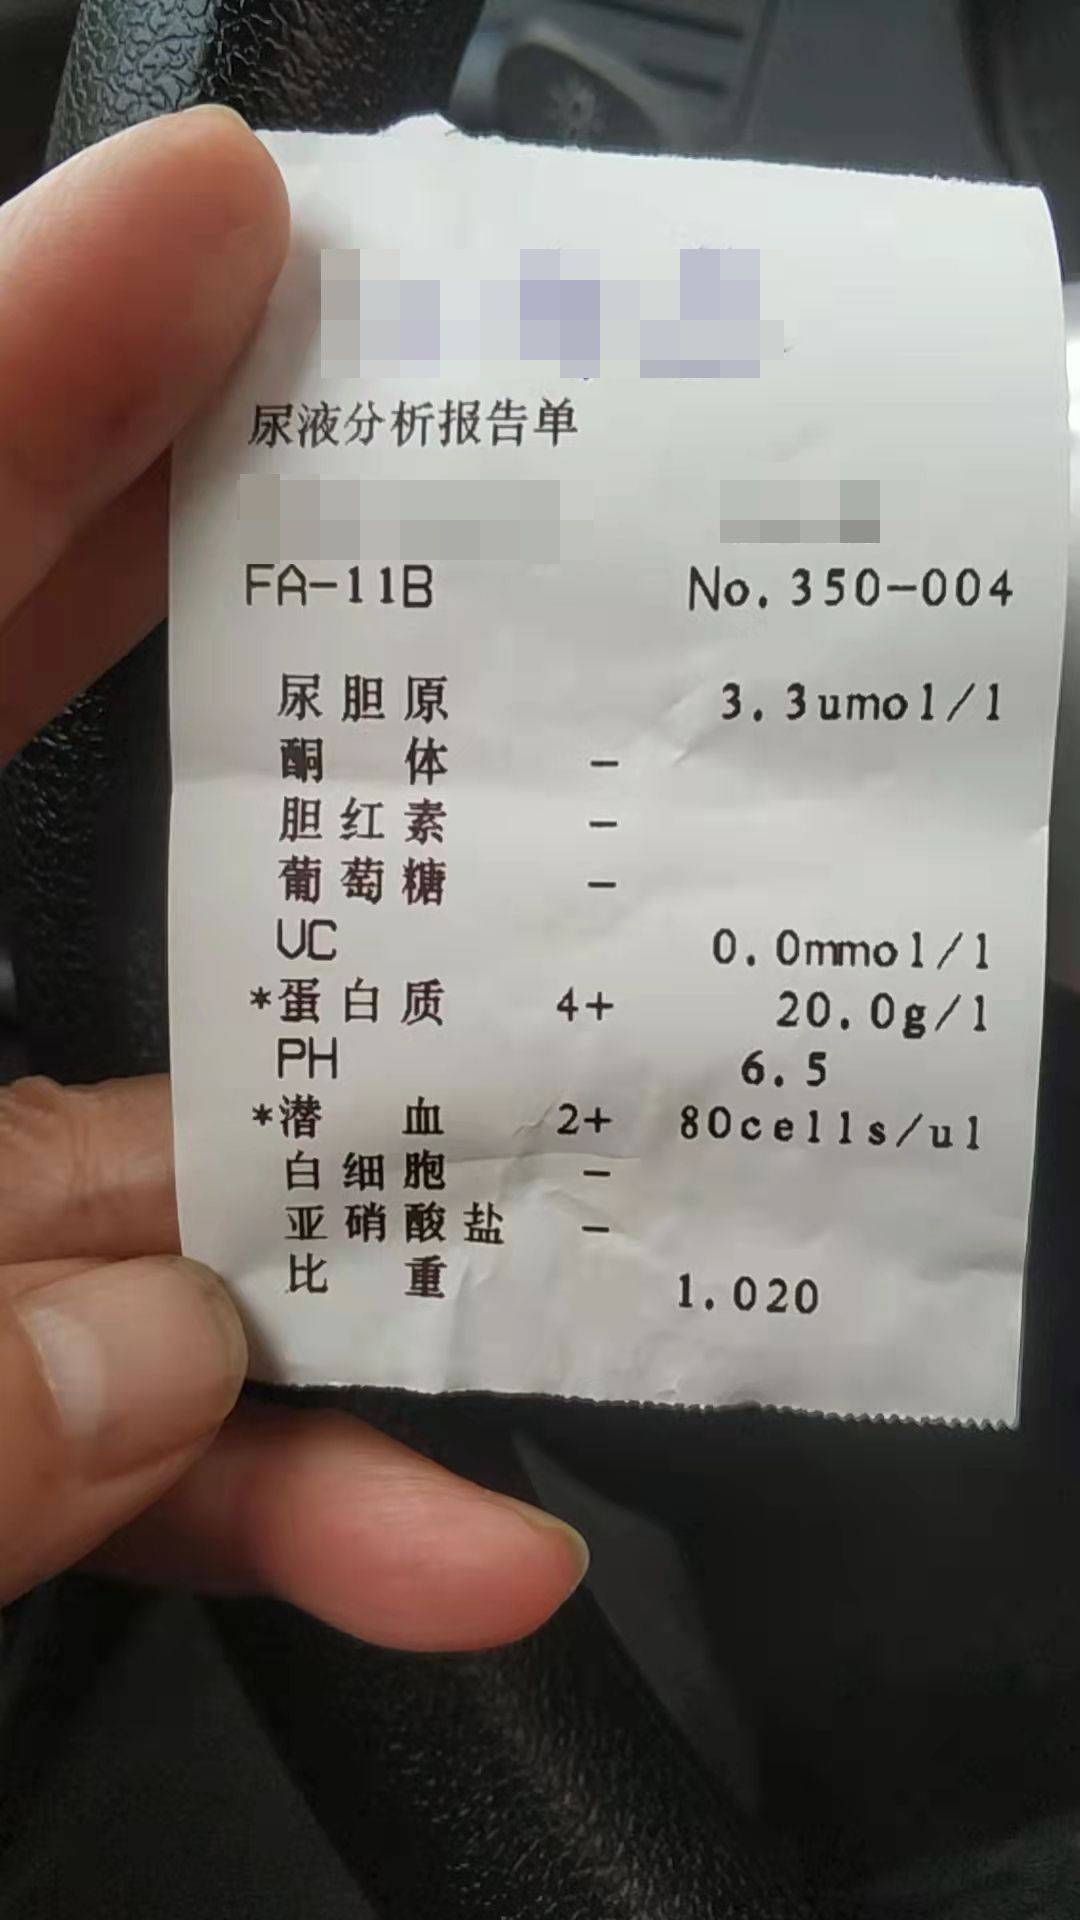 尿液分析报告单
FA-11B No.350-004
尿胆原 3.3umol/l
酮体 -
胆红素 -
葡萄糖 -
VC 0.0mmol/l
*蛋白质 4+ 20.0g/l
PH 6.5
*潜血 2+ 80cells/ul
白细胞 -
亚硝酸盐 -
比重 1.020